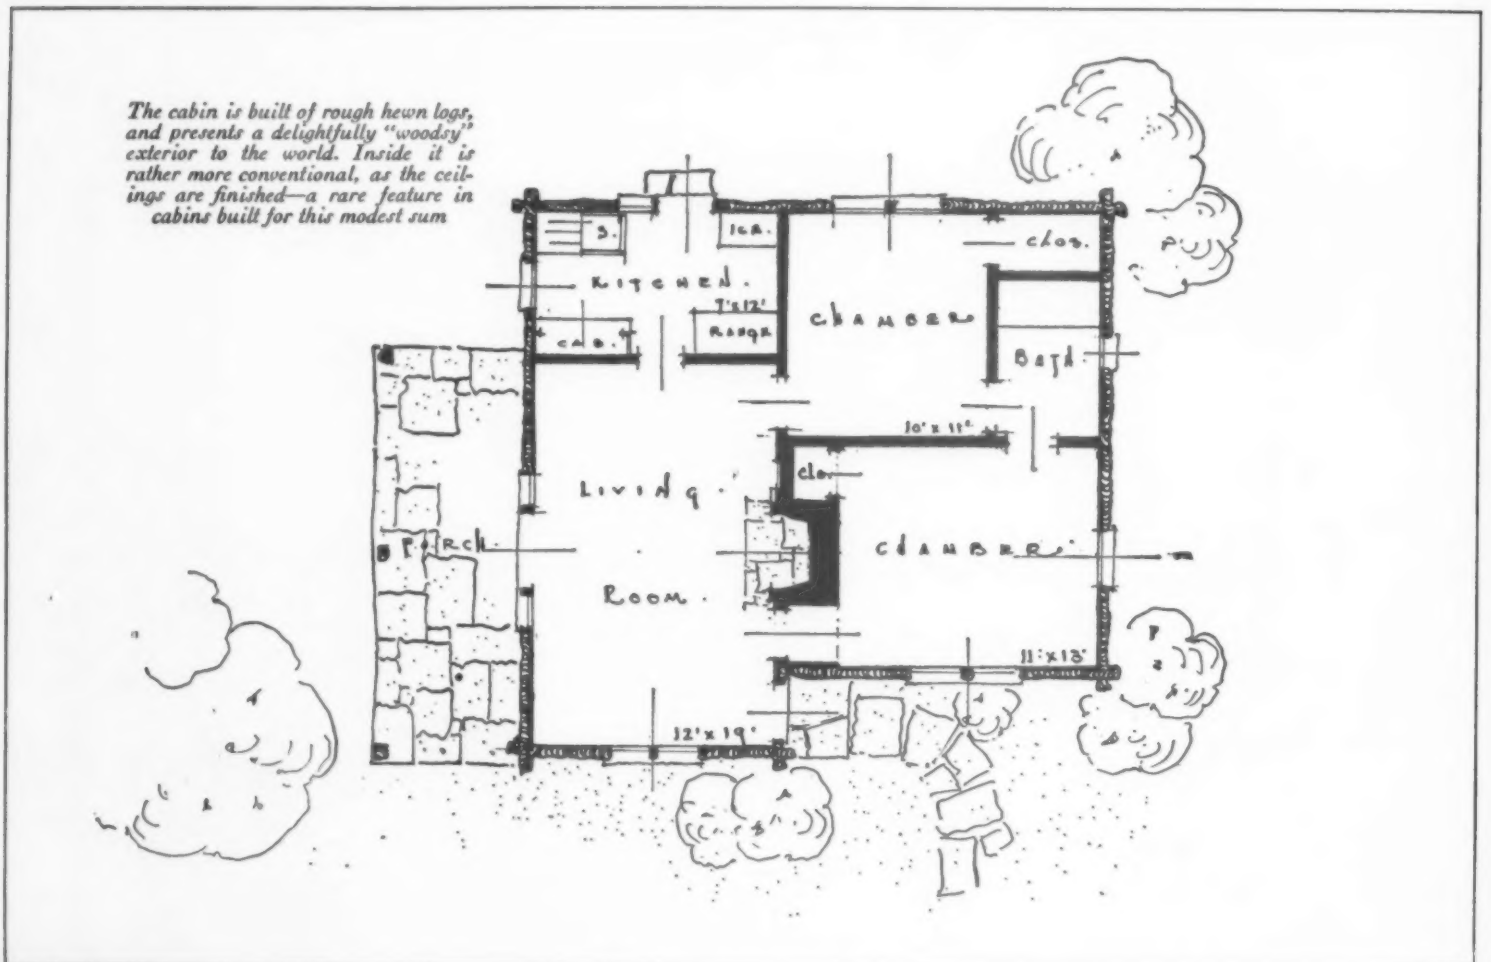 The cabin is built of rough hewn logs,
and presents a delightfully “woodsy”
exterior to the world. Inside it is
rather more conventional, as the ceil-
ings are finished—a rare feature in
cabins built for this modest sum
S.
ICE.
CLOS.
KITCHEN.
7'x12'
RANGE
CAB.
CHAMBER
BATH.
10' x 11'
CLO.
LIVING
PORCH
CHAMBER
ROOM.
11' x 13'
12' x 19'